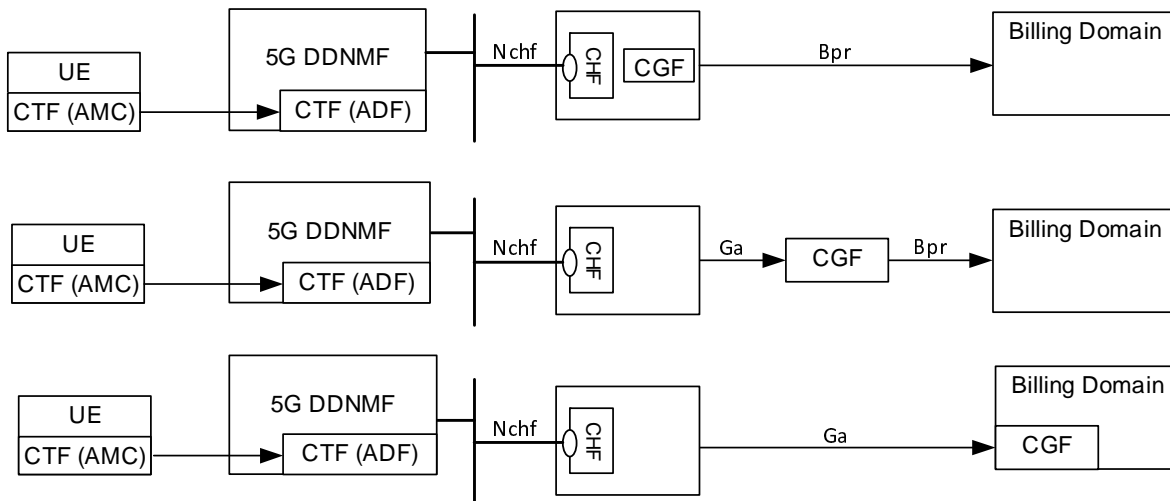 5G DDNMF
UE
CTF (AMC)
CTF (ADF)
Nchf
CHF
CGF
Bpr
Billing Domain
5G DDNMF
UE
CTF (AMC)
CTF (ADF)
Nchf
CHF
Ga
CGF
Bpr
Billing Domain
5G DDNMF
UE
CTF (AMC)
CTF (ADF)
Nchf
CHF
Ga
Billing Domain
CGF